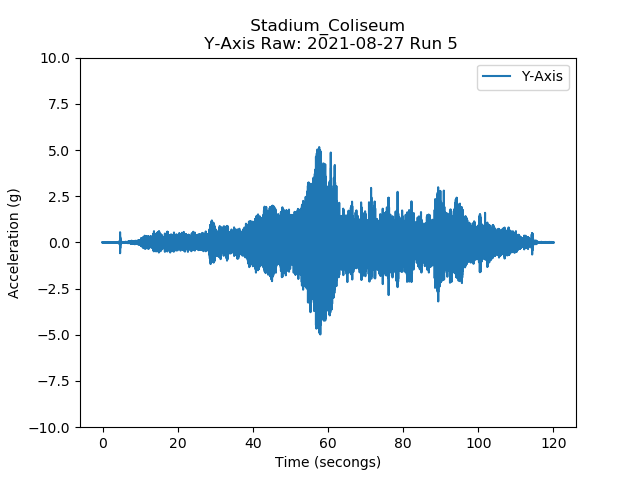 Stadium_Coliseum
Y-Axis Raw: 2021-08-27 Run 5
Y-Axis
Acceleration (g)
10.0
7.5
5.0
2.5
0.0
−2.5
−5.0
−7.5
−10.0
0 20 40 60 80 100 120
Time (secongs)